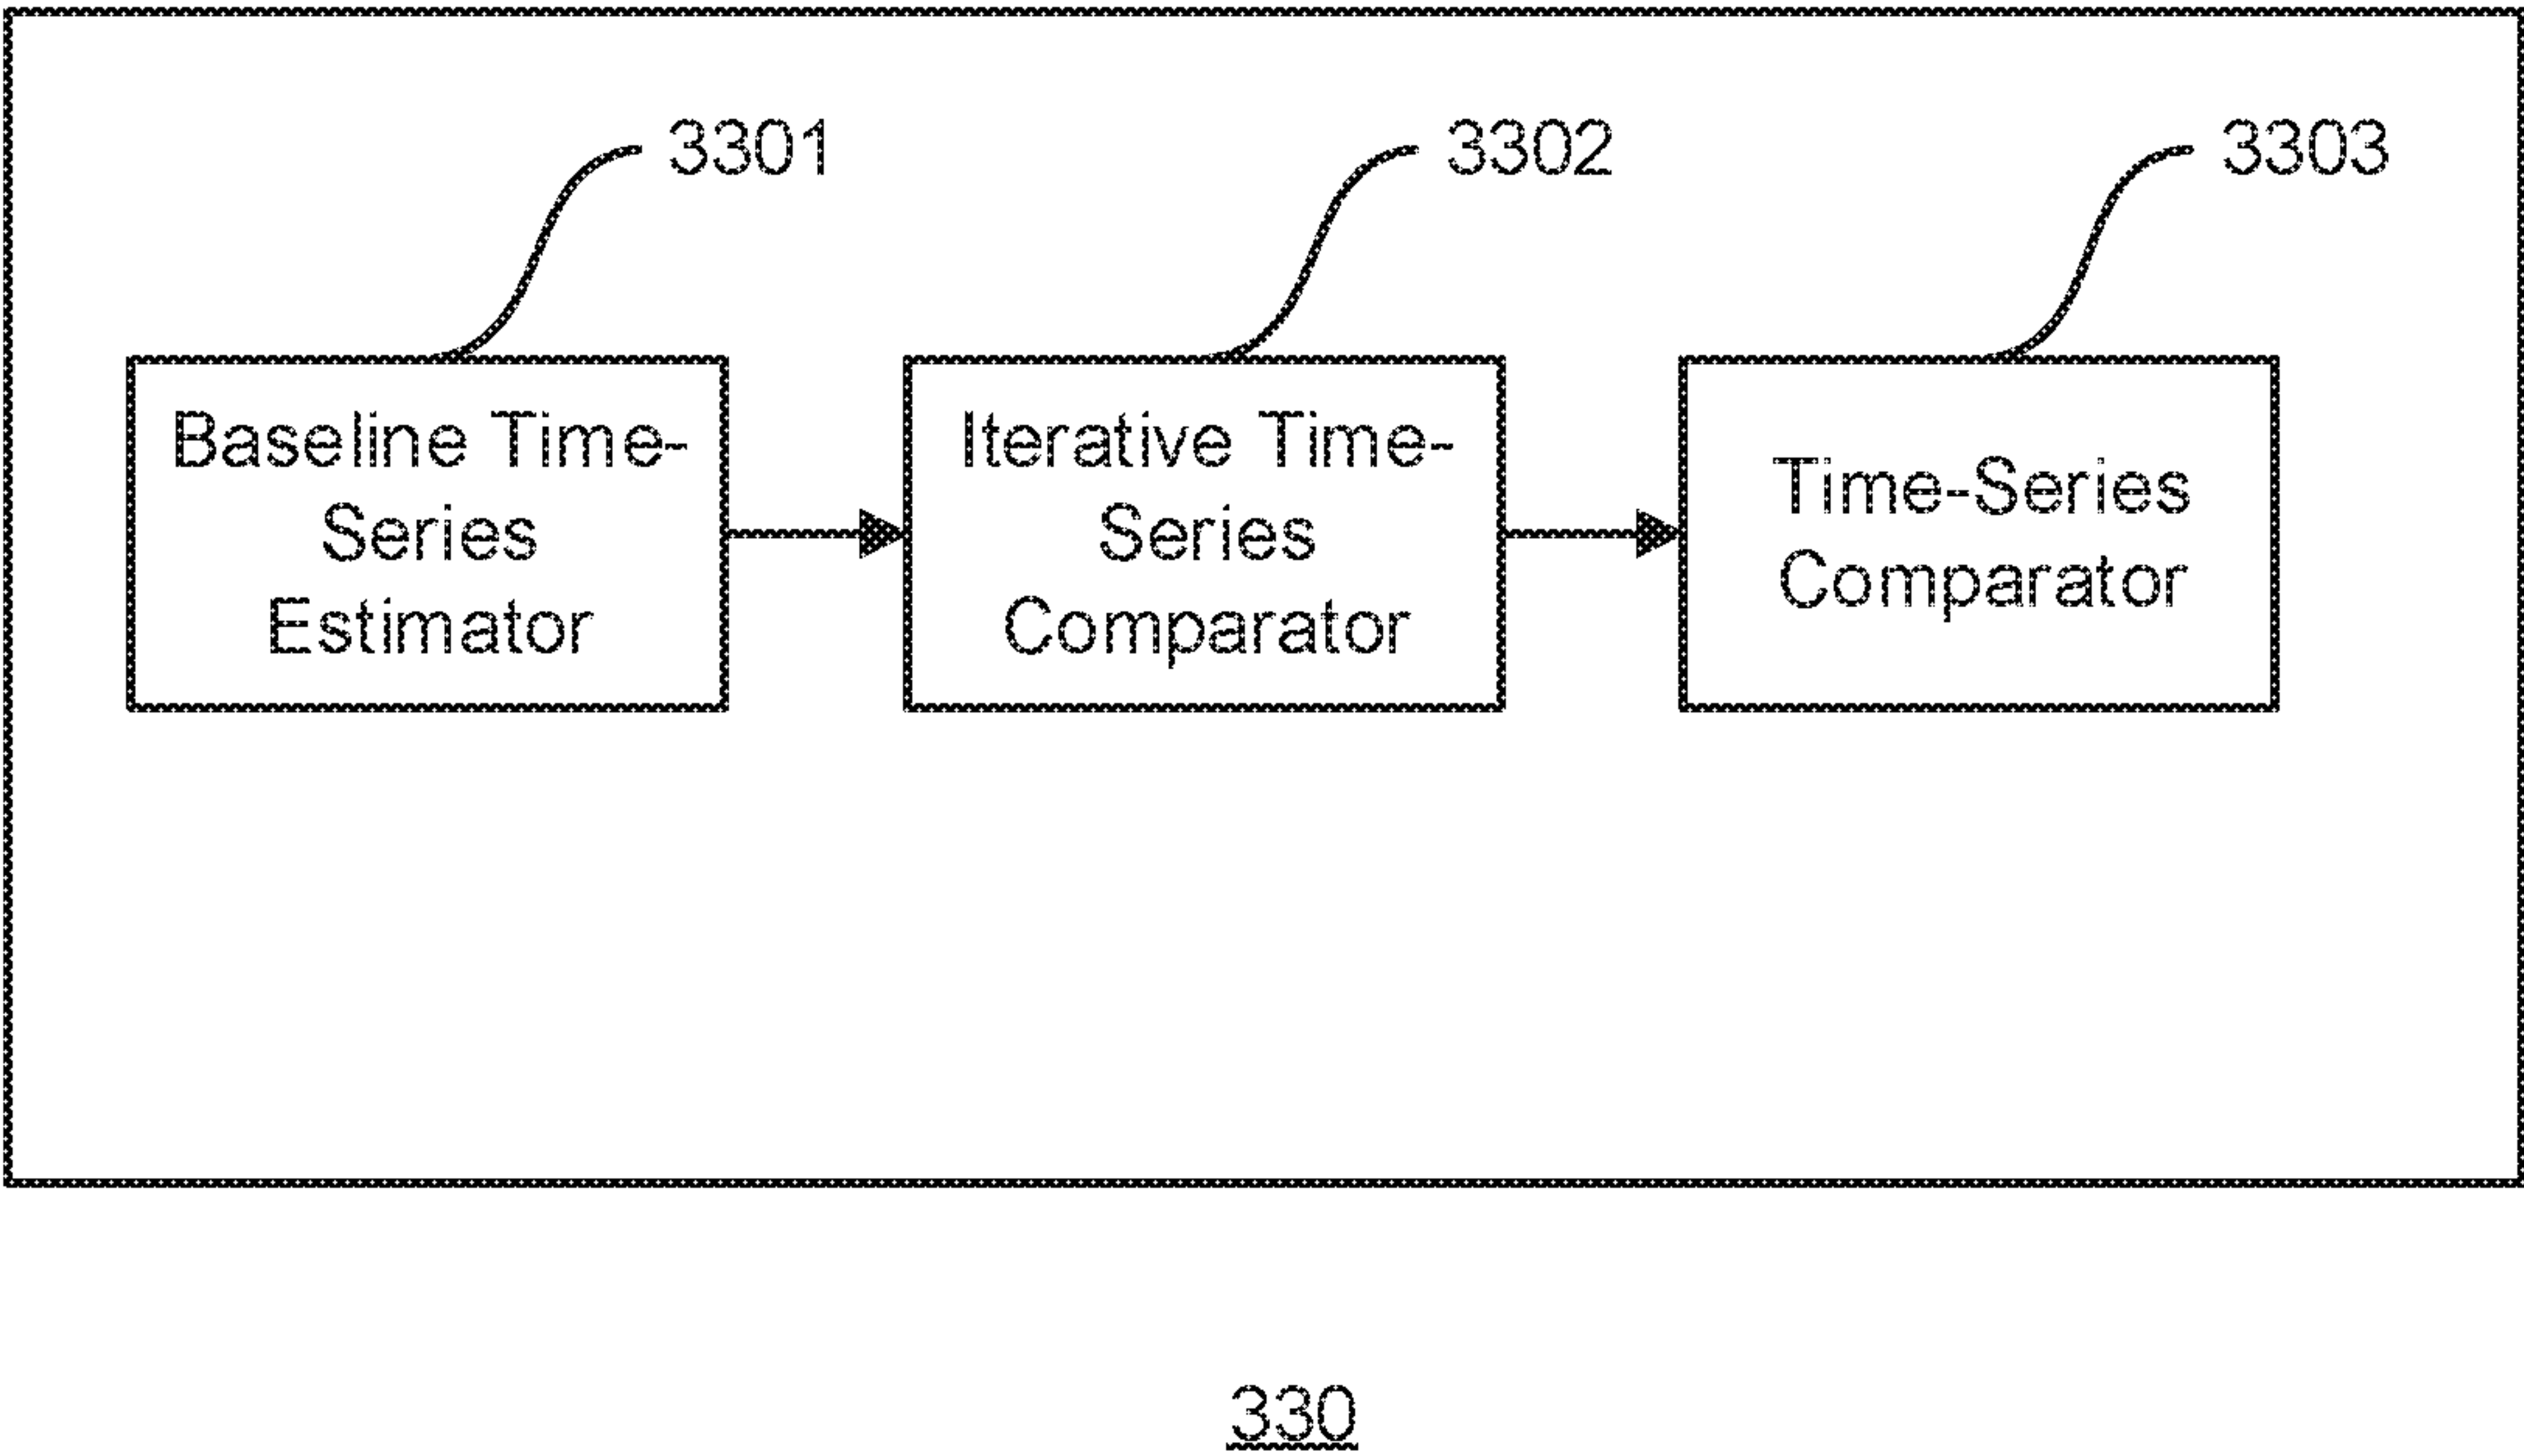 3301
3302
3303
Baseline Time-
Series
Estimator
Iterative Time-
Series
Comparator
Time-Series
Comparator
330